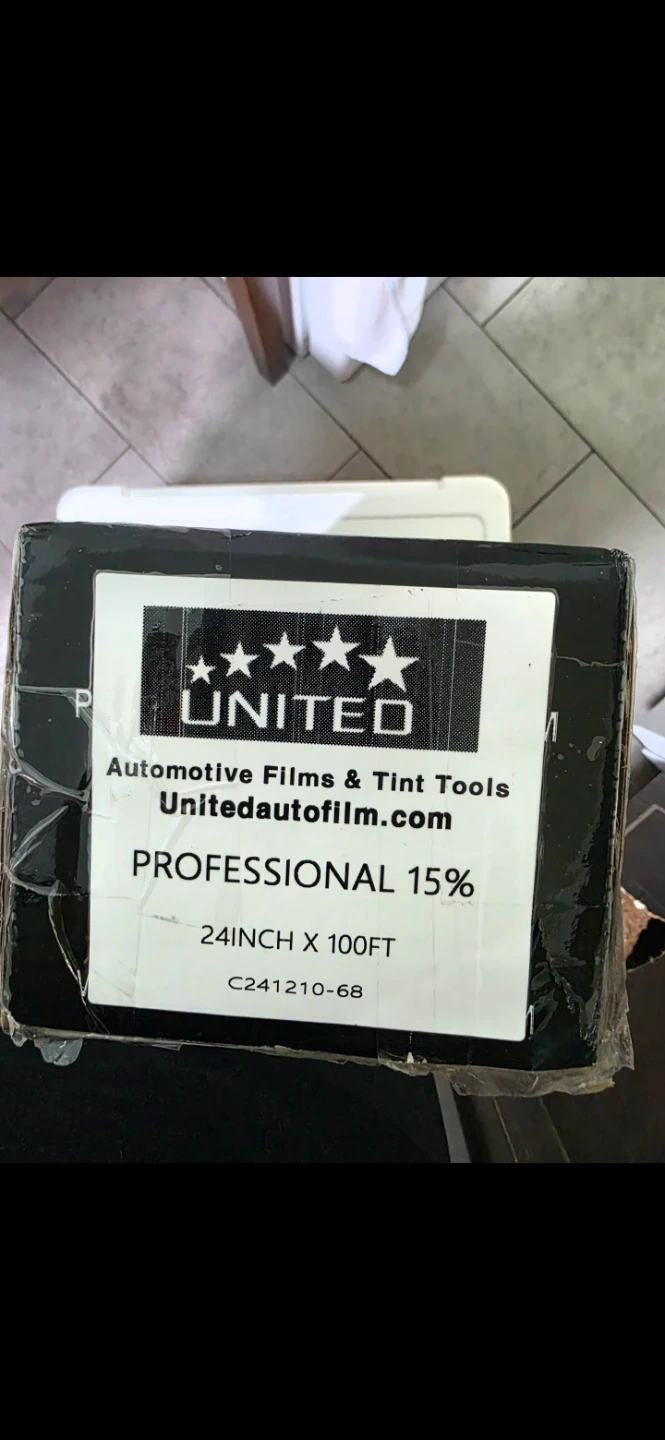 UNITED
Automotive Films & Tint Tools
Unitedautofilm.com
PROFESSIONAL 15%
24INCH X 100FT
C241210-68